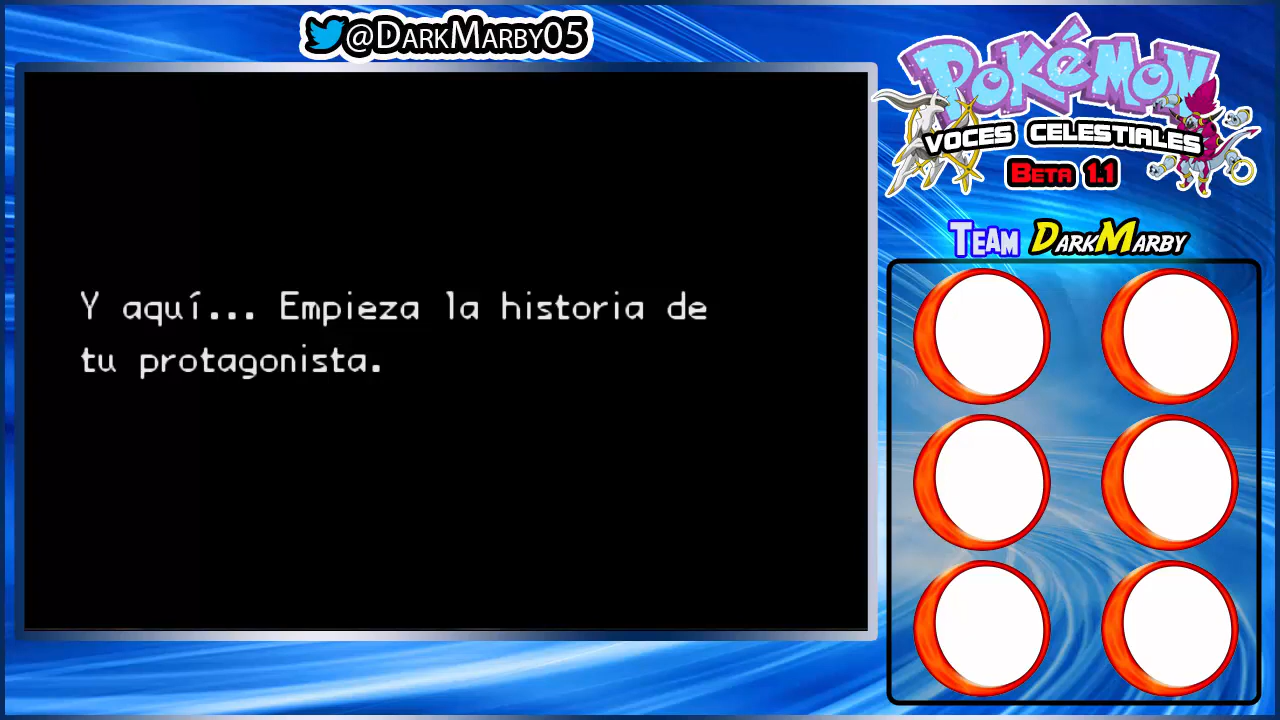 @DarkMarby05
Pokémon
Voces Celestiales
Beta 1.1
Team DarkMarby
Y aquí... Empieza la historia de
tu protagonista.